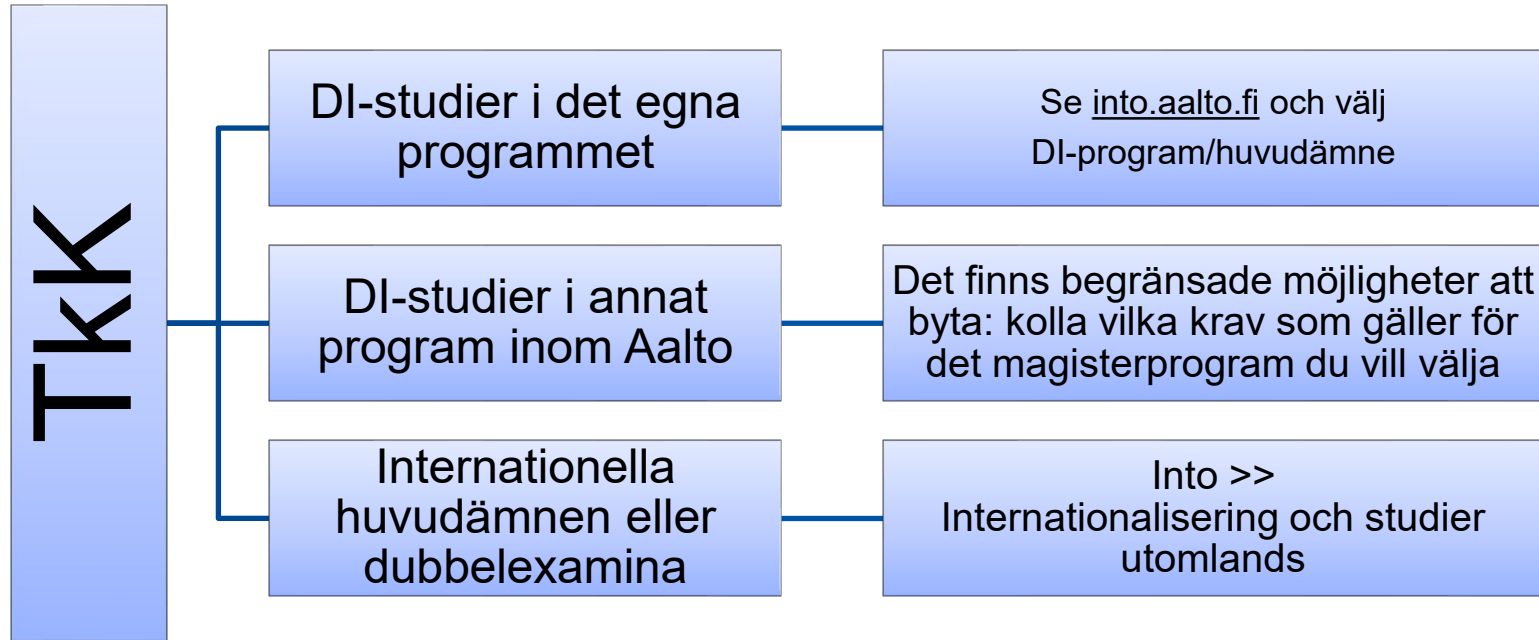 TkK
DI-studier i det egna
programmet
Se into.aalto.fi och välj
DI-program/huvudämne
DI-studier i annat
program inom Aalto
Det finns begränsade möjligheter att
byta: kolla vilka krav som gäller för
det magisterprogram du vill välja
Internationella
huvudämnen eller
dubbelexamina
Into >>
Internationalisering och studier
utomlands